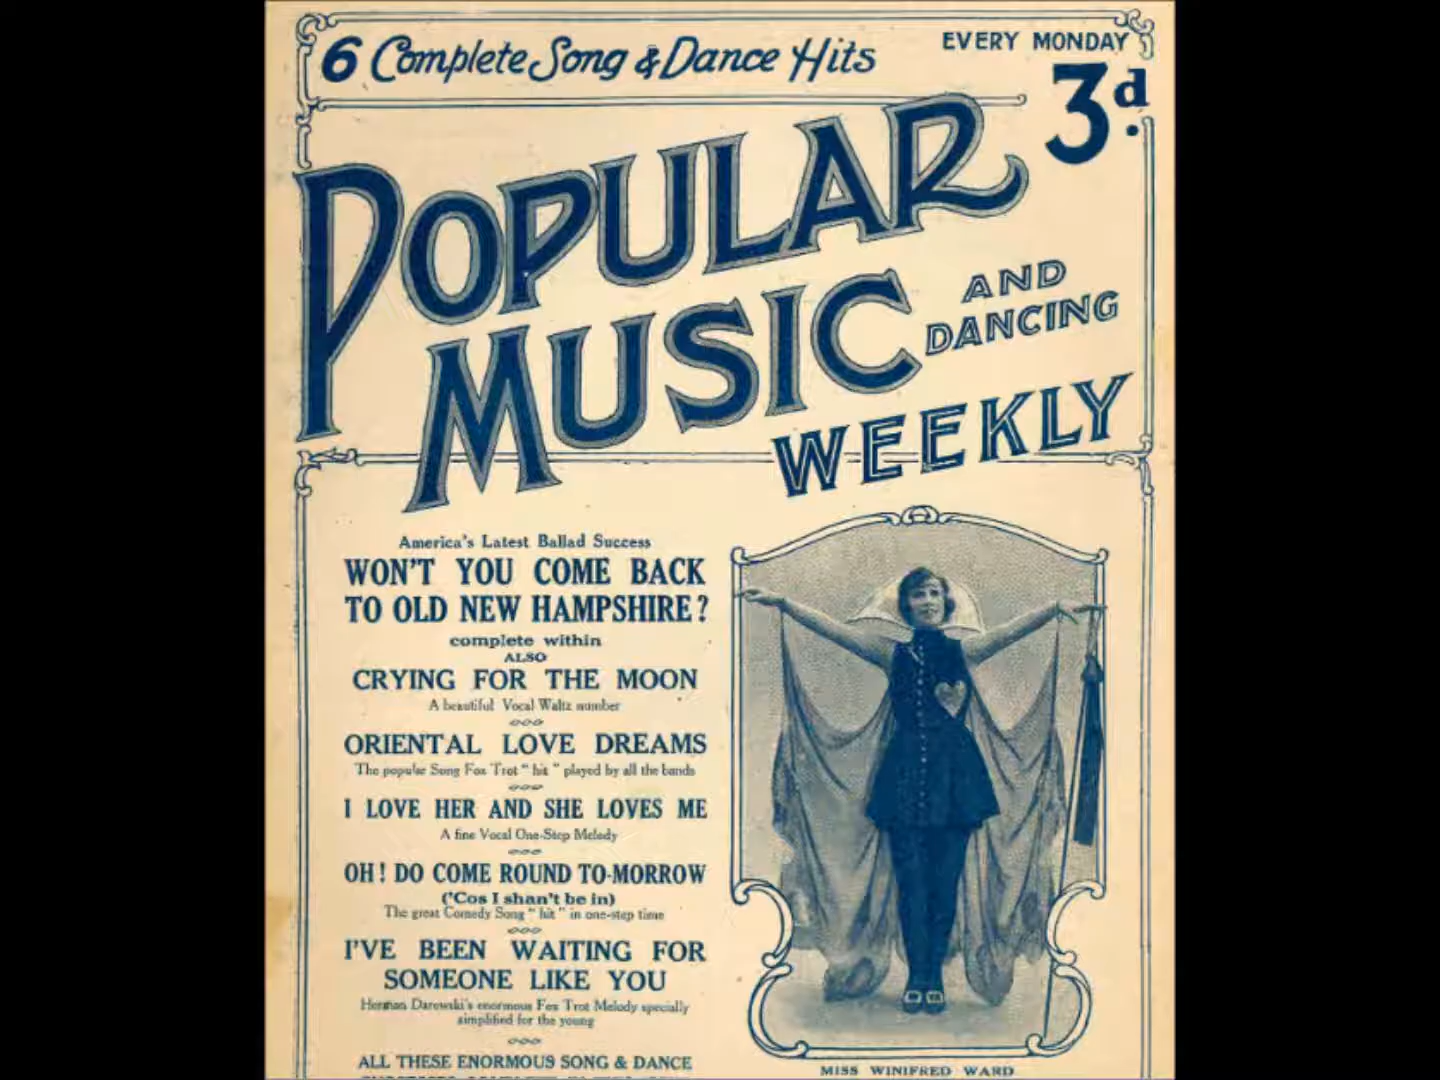 6 Complete Song & Dance Hits
EVERY MONDAY
3d.
POPULAR
MUSIC
AND
DANCING
WEEKLY
America's Latest Ballad Success
WON'T YOU COME BACK
TO OLD NEW HAMPSHIRE?
complete within
ALSO
CRYING FOR THE MOON
A beautiful Vocal Waltz number
ORIENTAL LOVE DREAMS
The popular Song Fox Trot "hit" played by all the bands
I LOVE HER AND SHE LOVES ME
A fine Vocal One-Step Melody
OH! DO COME ROUND TO-MORROW
('Cos I shan't be in)
The great Comedy Song "hit" in one-step time
I'VE BEEN WAITING FOR
SOMEONE LIKE YOU
Herman Darewski's enormous Fox Trot Melody specially
simplified for the young
ALL THESE ENORMOUS SONG & DANCE
MISS WINIFRED WARD